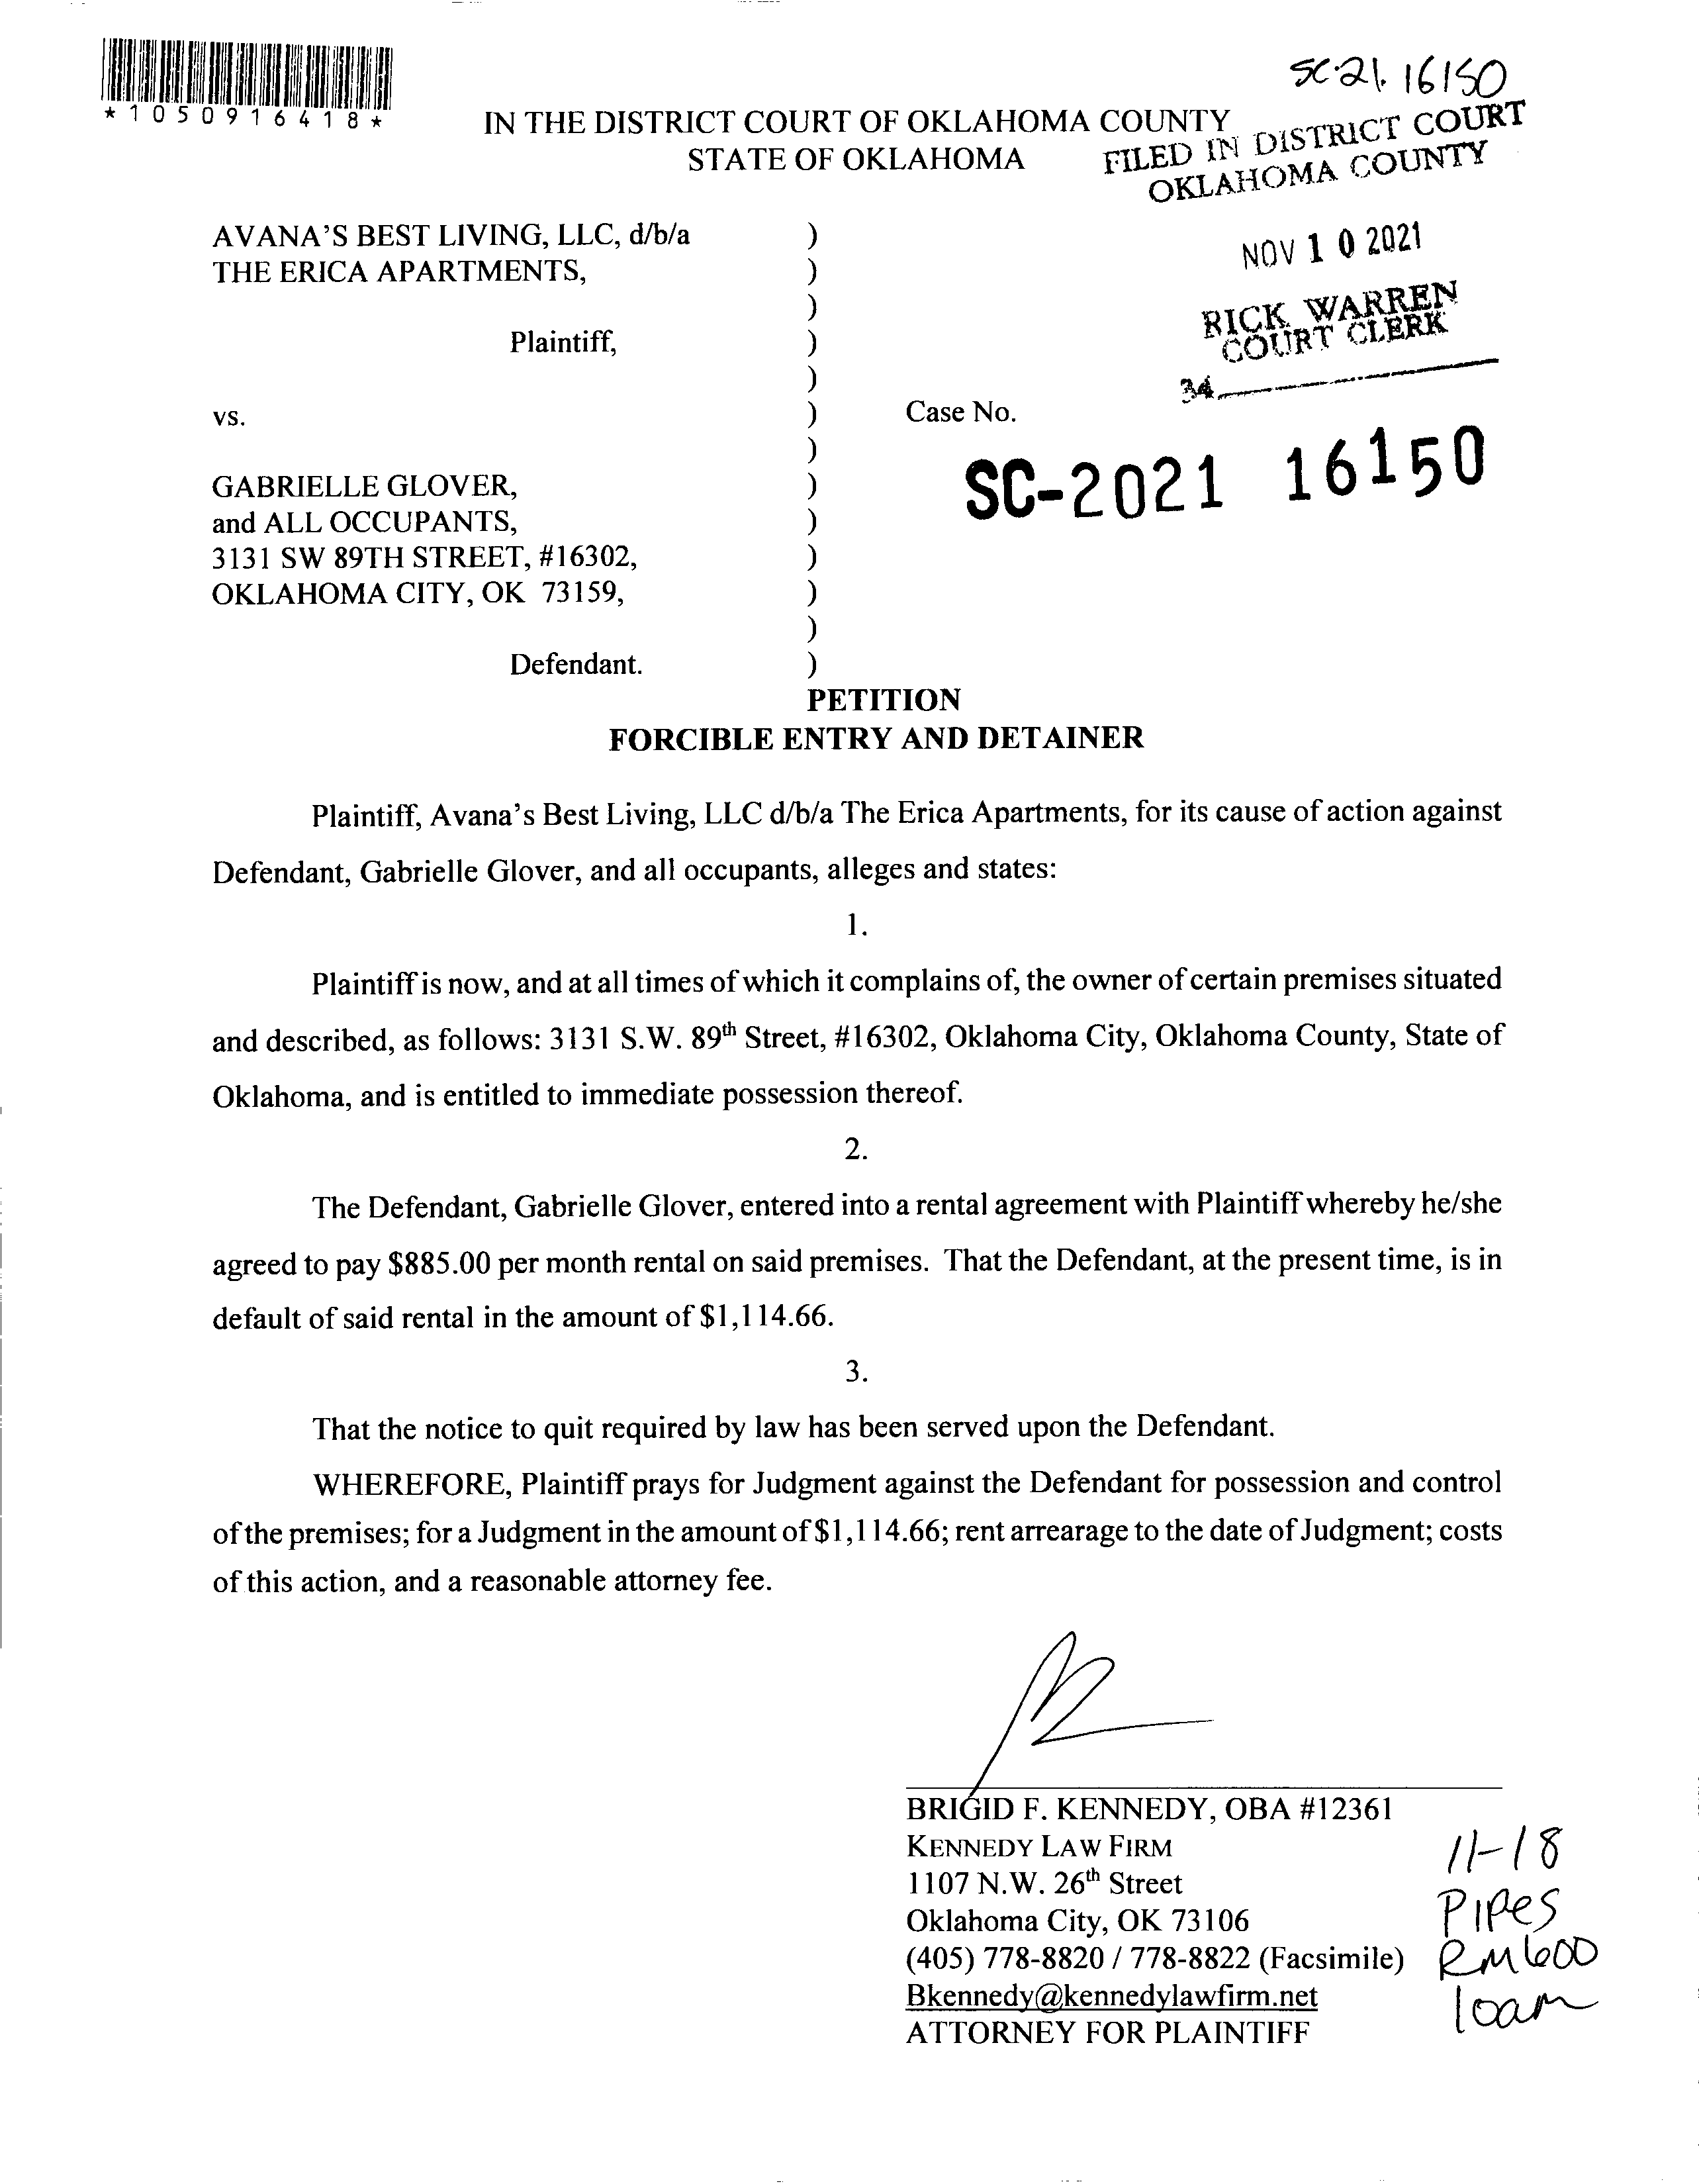 SC-21. 16150
*1050916418*
IN THE DISTRICT COURT OF OKLAHOMA COUNTY
STATE OF OKLAHOMA
FILED IN DISTRICT COURT
OKLAHOMA COUNTY
NOV 10 2021
RICK WARREN
COURT CLERK
34
AVANA'S BEST LIVING, LLC, d/b/a )
THE ERICA APARTMENTS, )
)
Plaintiff, )
)
vs. ) Case No.
)
SC-2021 16150
GABRIELLE GLOVER, )
and ALL OCCUPANTS, )
3131 SW 89TH STREET, #16302, )
OKLAHOMA CITY, OK 73159, )
)
Defendant. )
PETITION
FORCIBLE ENTRY AND DETAINER
Plaintiff, Avana's Best Living, LLC d/b/a The Erica Apartments, for its cause of action against
Defendant, Gabrielle Glover, and all occupants, alleges and states:
1.
Plaintiff is now, and at all times of which it complains of, the owner of certain premises situated
and described, as follows: 3131 S.W. 89th Street, #16302, Oklahoma City, Oklahoma County, State of
Oklahoma, and is entitled to immediate possession thereof.
2.
The Defendant, Gabrielle Glover, entered into a rental agreement with Plaintiff whereby he/she
agreed to pay $885.00 per month rental on said premises. That the Defendant, at the present time, is in
default of said rental in the amount of $1,114.66.
3.
That the notice to quit required by law has been served upon the Defendant.
WHEREFORE, Plaintiff prays for Judgment against the Defendant for possession and control
of the premises; for a Judgment in the amount of $1,114.66; rent arrearage to the date of Judgment; costs
of this action, and a reasonable attorney fee.
BRIGID F. KENNEDY, OBA #12361
KENNEDY LAW FIRM
1107 N.W. 26th Street
Oklahoma City, OK 73106
(405) 778-8820 / 778-8822 (Facsimile)
Bkennedy@kennedylawfirm.net
ATTORNEY FOR PLAINTIFF
11-18
PIPES
RM 600
10am